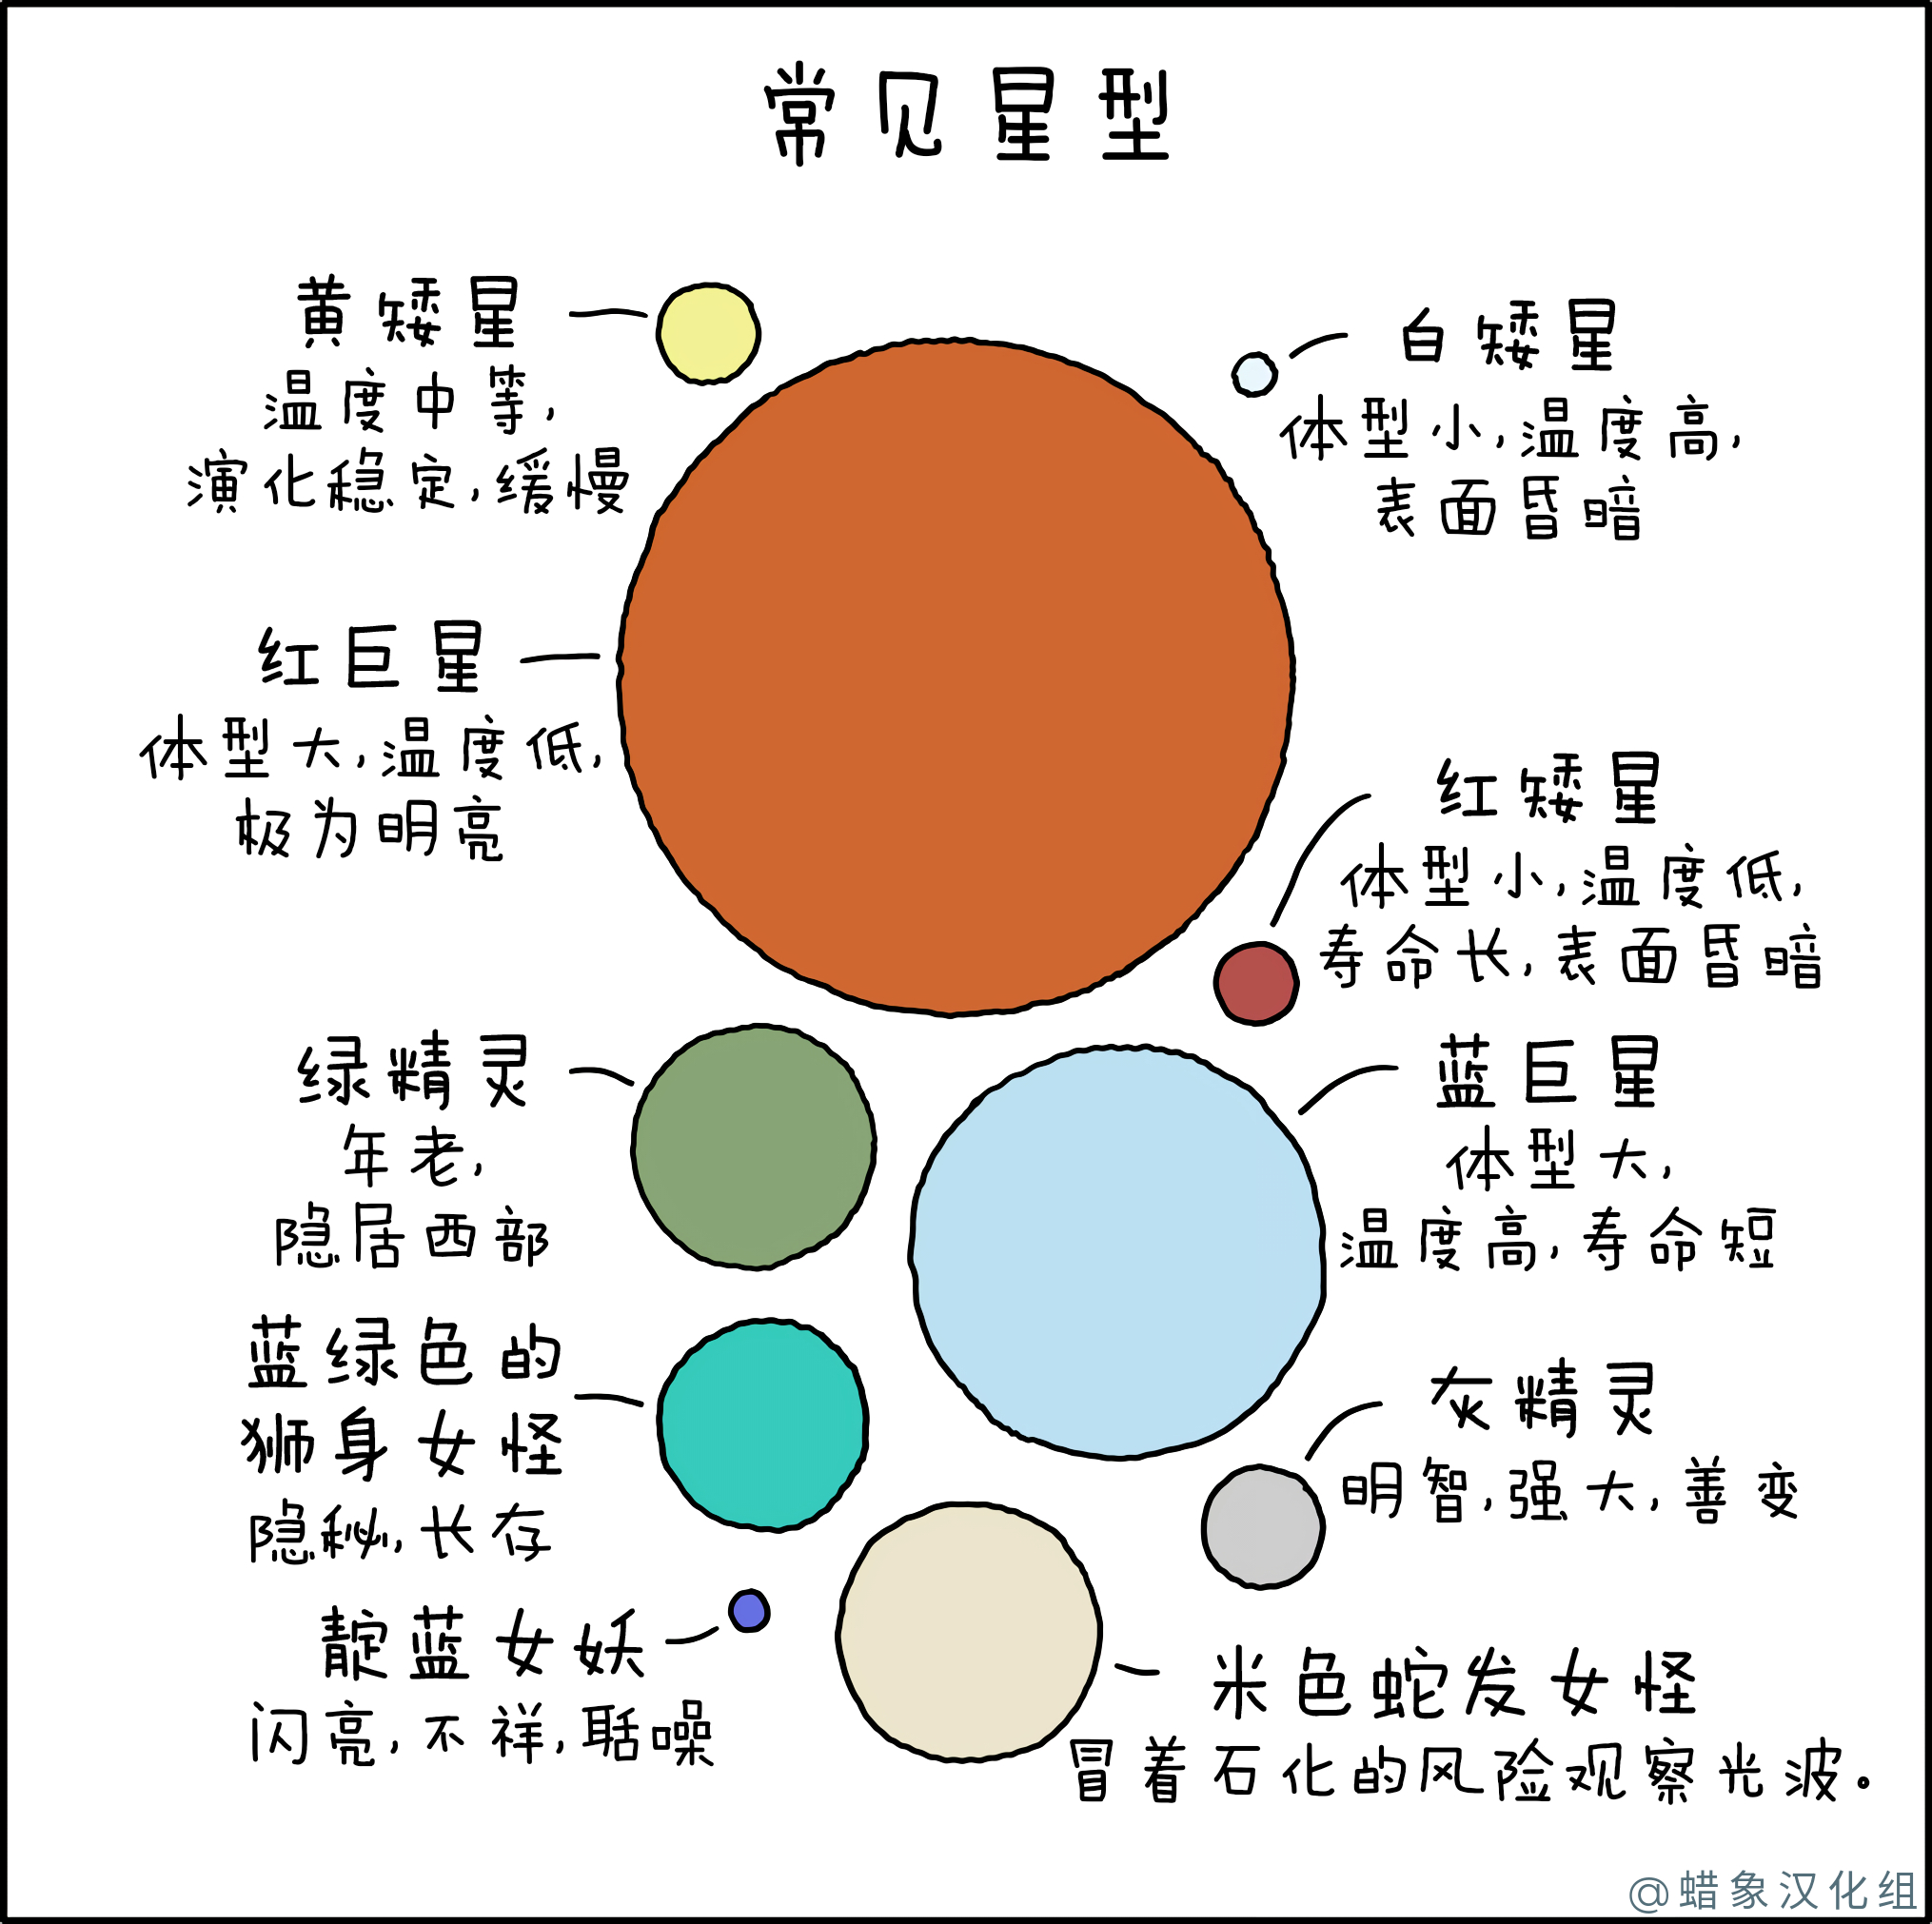 常见星型
黄矮星
温度中等,
演化稳定,缓慢
白矮星
体型小,温度高,
表面昏暗
红巨星
体型大,温度低,
极为明亮
红矮星
体型小,温度低,
寿命长,表面昏暗
绿精灵
年老,
隐居西部
蓝巨星
体型大,
温度高,寿命短
蓝绿色的
狮身女怪
隐秘,长存
灰精灵
明智,强大,善变
靛蓝女妖
闪亮,不祥,聒噪
米色蛇发女怪
冒着石化的风险观察光波。
@蜡象汉化组